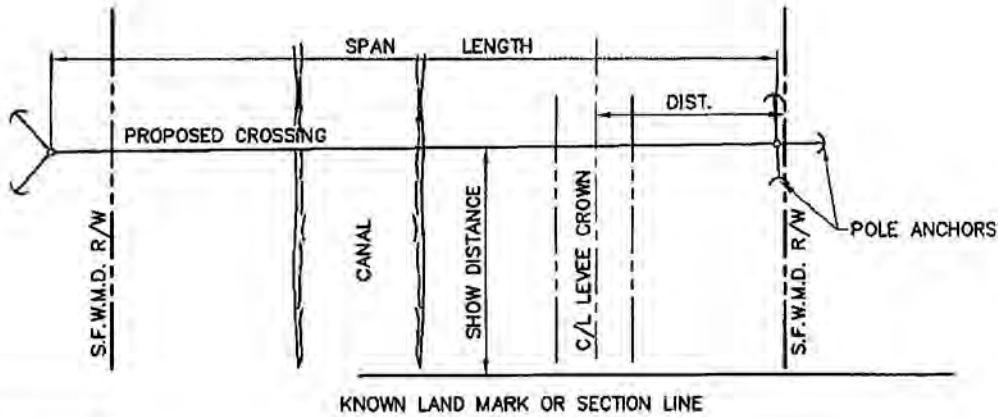 SPAN LENGTH
DIST.
PROPOSED CROSSING
S.F.W.M.D. R/W
CANAL
SHOW DISTANCE
C/L LEVEE CROWN
S.F.W.M.D. R/W
POLE ANCHORS
KNOWN LAND MARK OR SECTION LINE